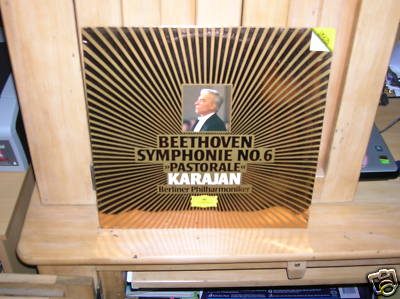 BEETHOVEN
SYMPHONIE NO. 6
»PASTORALE«
KARAJAN
Berliner Philharmoniker